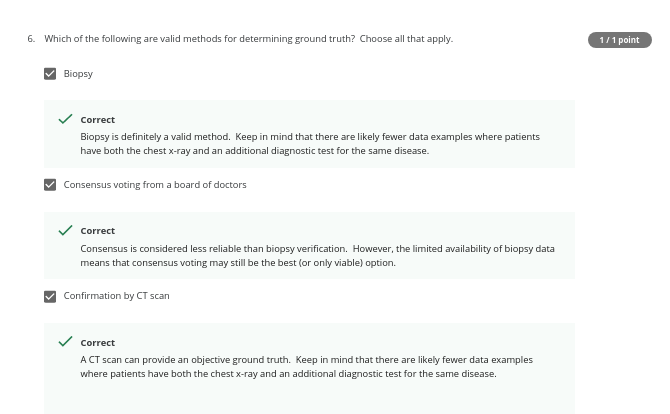 6. Which of the following are valid methods for determining ground truth? Choose all that apply.
1 / 1 point
Biopsy
Correct
Biopsy is definitely a valid method. Keep in mind that there are likely fewer data examples where patients
have both the chest x-ray and an additional diagnostic test for the same disease.
Consensus voting from a board of doctors
Correct
Consensus is considered less reliable than biopsy verification. However, the limited availability of biopsy data
means that consensus voting may still be the best (or only viable) option.
Confirmation by CT scan
Correct
A CT scan can provide an objective ground truth. Keep in mind that there are likely fewer data examples
where patients have both the chest x-ray and an additional diagnostic test for the same disease.